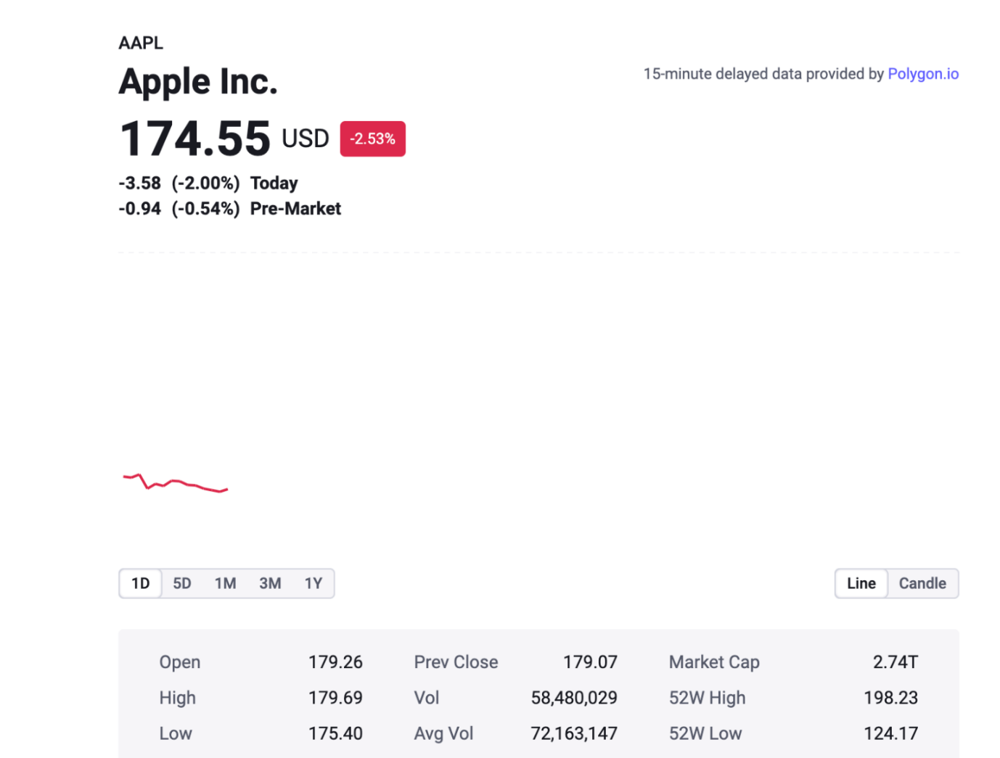 AAPL
Apple Inc.
15-minute delayed data provided by Polygon.io
174.55 USD -2.53%
-3.58 (-2.00%) Today
-0.94 (-0.54%) Pre-Market
1D 5D 1M 3M 1Y
Line Candle
Open 179.26 Prev Close 179.07 Market Cap 2.74T
High 179.69 Vol 58,480,029 52W High 198.23
Low 175.40 Avg Vol 72,163,147 52W Low 124.17